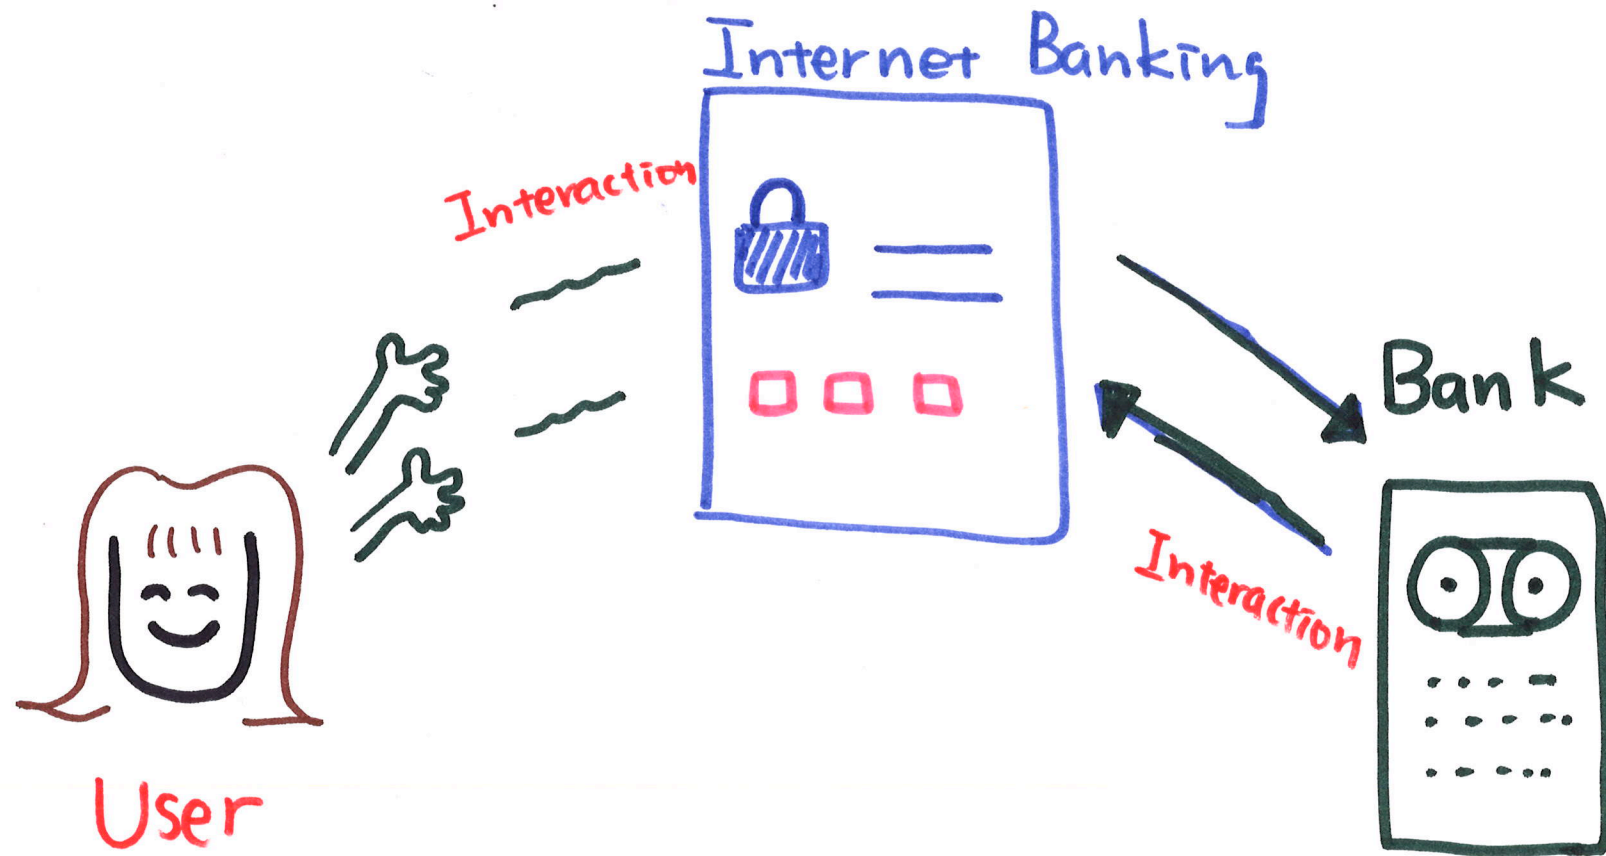 Internet Banking
Interaction
Bank
Interaction
User